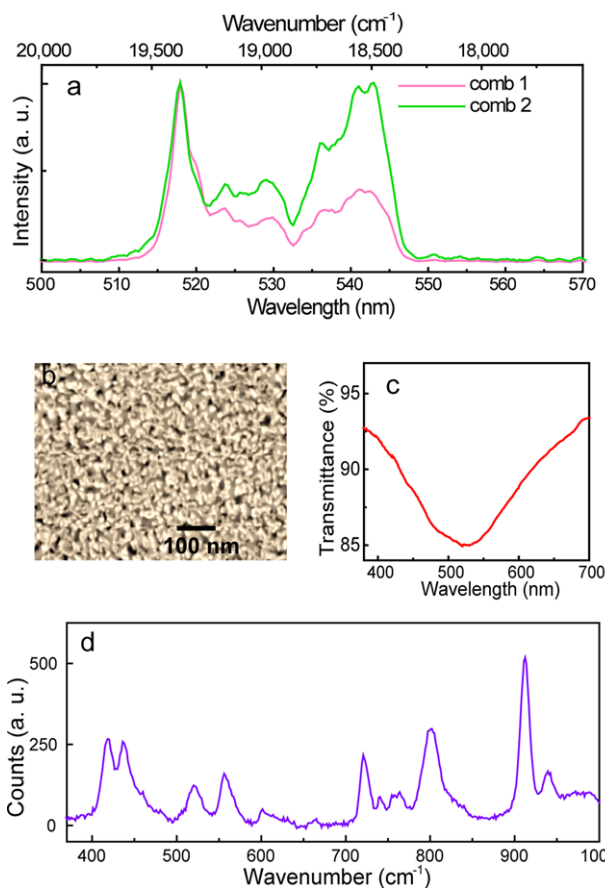 Wavenumber (cm⁻¹)
20,000 19,500 19,000 18,500 18,000
a
comb 1
comb 2
Intensity (a. u.)
500 510 520 530 540 550 560 570
Wavelength (nm)
b
100 nm
c
95
90
85
Transmittance (%)
400 500 600 700
Wavelength (nm)
d
500
250
0
Counts (a. u.)
400 500 600 700 800 900 1000
Wavenumber (cm⁻¹)